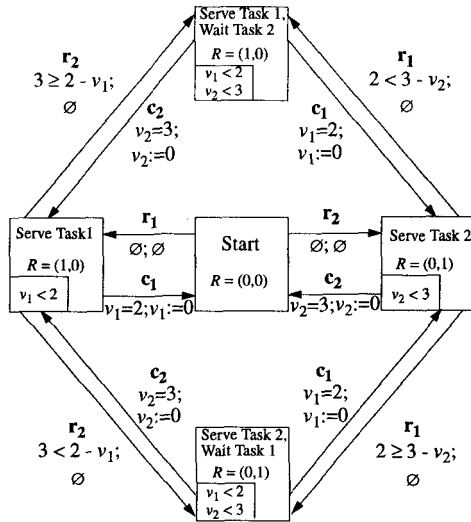 Serve Task 1,
Wait Task 2
R = (1,0)
v₁ < 2
v₂ < 3
r₂
3 ≥ 2 - v₁;
∅
r₁
2 < 3 - v₂;
∅
c₂
v₂=3;
v₂:=0
c₁
v₁=2;
v₁:=0
Serve Task1
R = (1,0)
v₁ < 2
r₁
∅; ∅
c₁
v₁=2;v₁:=0
Start
R = (0,0)
r₂
∅; ∅
c₂
v₂=3;v₂:=0
Serve Task 2
R = (0,1)
v₂ < 3
c₂
v₂=3;
v₂:=0
c₁
v₁=2;
v₁:=0
r₂
3 < 2 - v₁;
∅
r₁
2 ≥ 3 - v₂;
∅
Serve Task 2,
Wait Task 1
R = (0,1)
v₁ < 2
v₂ < 3